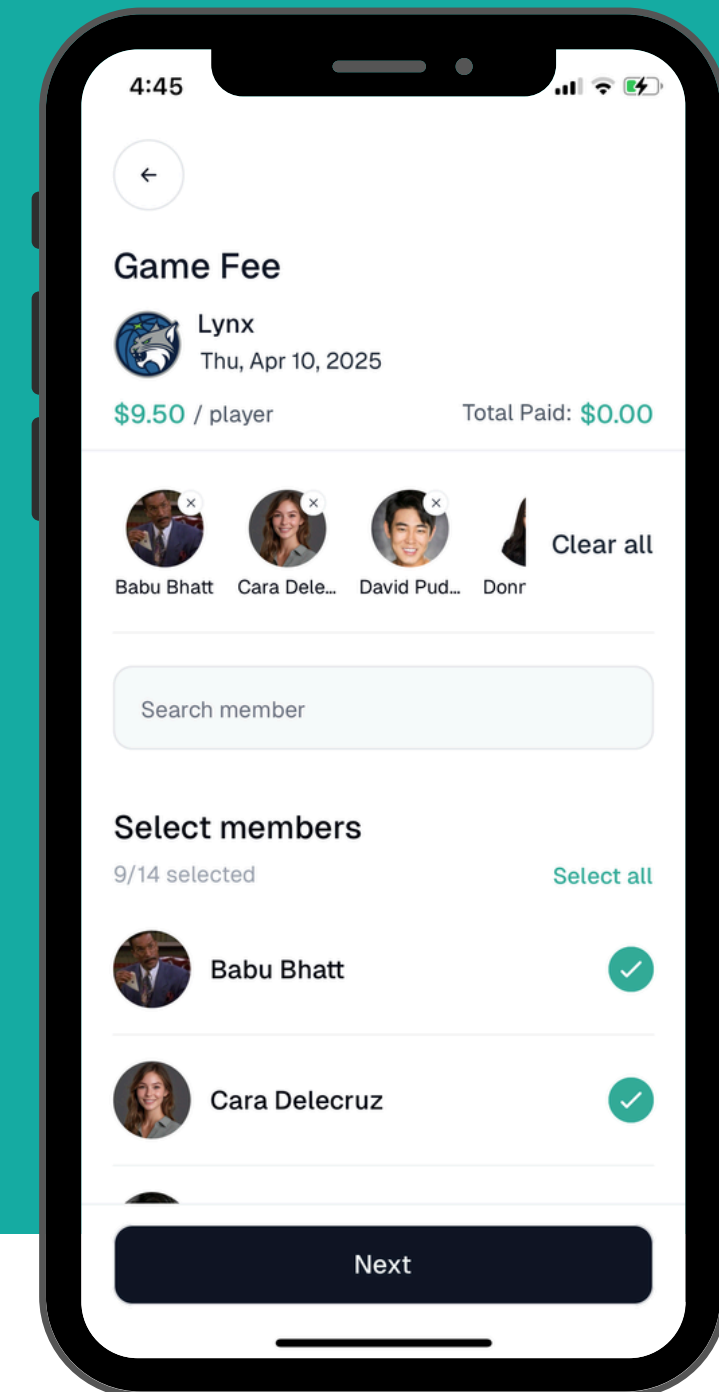 4:45
Game Fee
Lynx
Thu, Apr 10, 2025
$9.50 / player Total Paid: $0.00
Clear all
Babu Bhatt Cara Dele... David Pud... Donr
Search member
Select members
9/14 selected Select all
Babu Bhatt
Cara Delecruz
Next